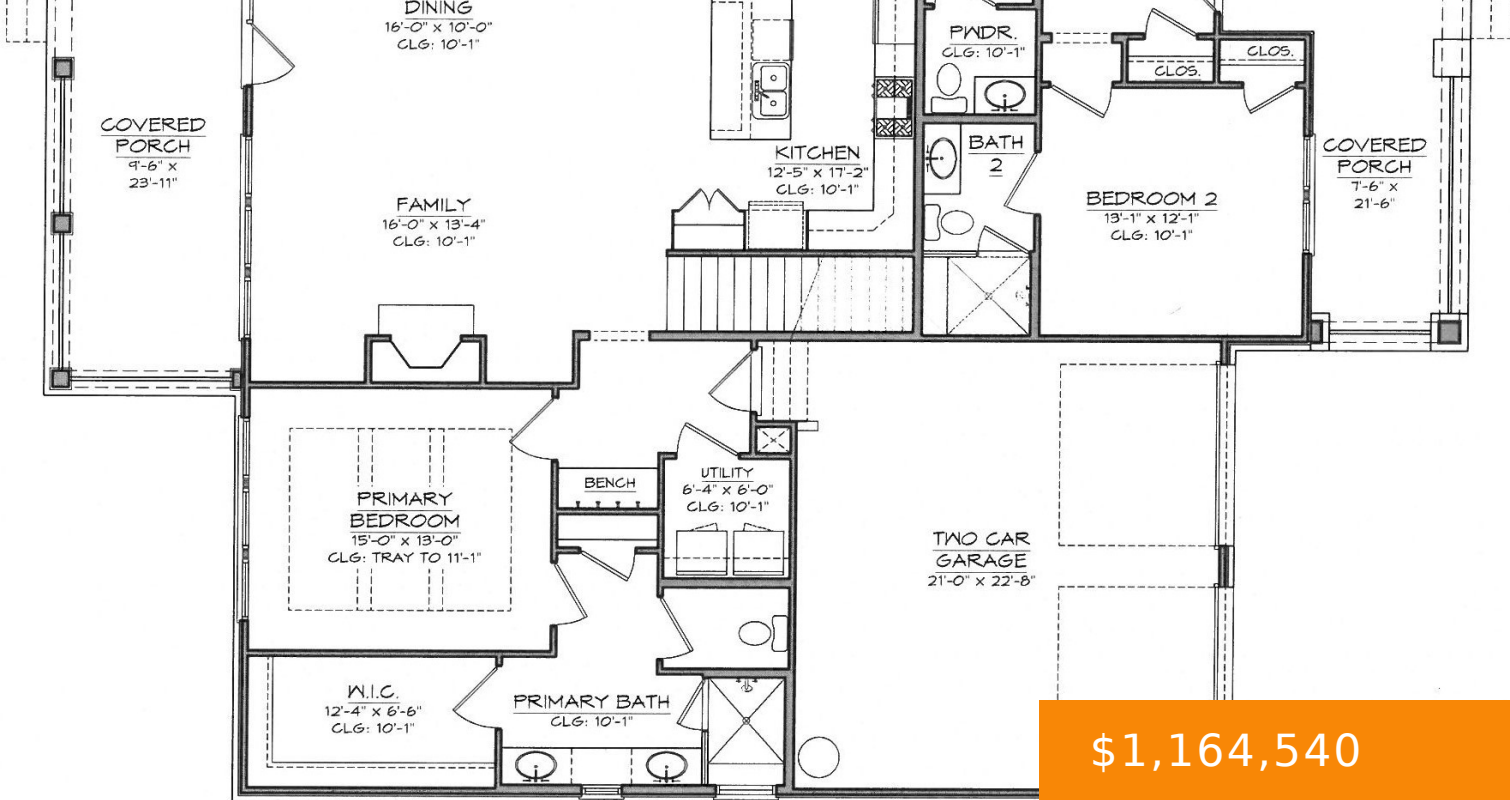 DINING
16'-0" x 10'-0"
CLG: 10'-1"
PWDR.
CLG: 10'-1"
CLOS.
CLOS.
COVERED
PORCH
9'-6" x
23'-11"
KITCHEN
12'-5" x 17'-2"
CLG: 10'-1"
BATH
2
BEDROOM 2
13'-1" x 12'-1"
CLG: 10'-1"
COVERED
PORCH
7'-6" x
21'-6"
FAMILY
16'-0" x 13'-4"
CLG: 10'-1"
PRIMARY
BEDROOM
15'-0" x 13'-0"
CLG: TRAY TO 11'-1"
BENCH
UTILITY
6'-4" x 6'-0"
CLG: 10'-1"
TWO CAR
GARAGE
21'-0" x 22'-8"
W.I.C.
12'-4" x 6'-6"
CLG: 10'-1"
PRIMARY BATH
CLG: 10'-1"
$1,164,540